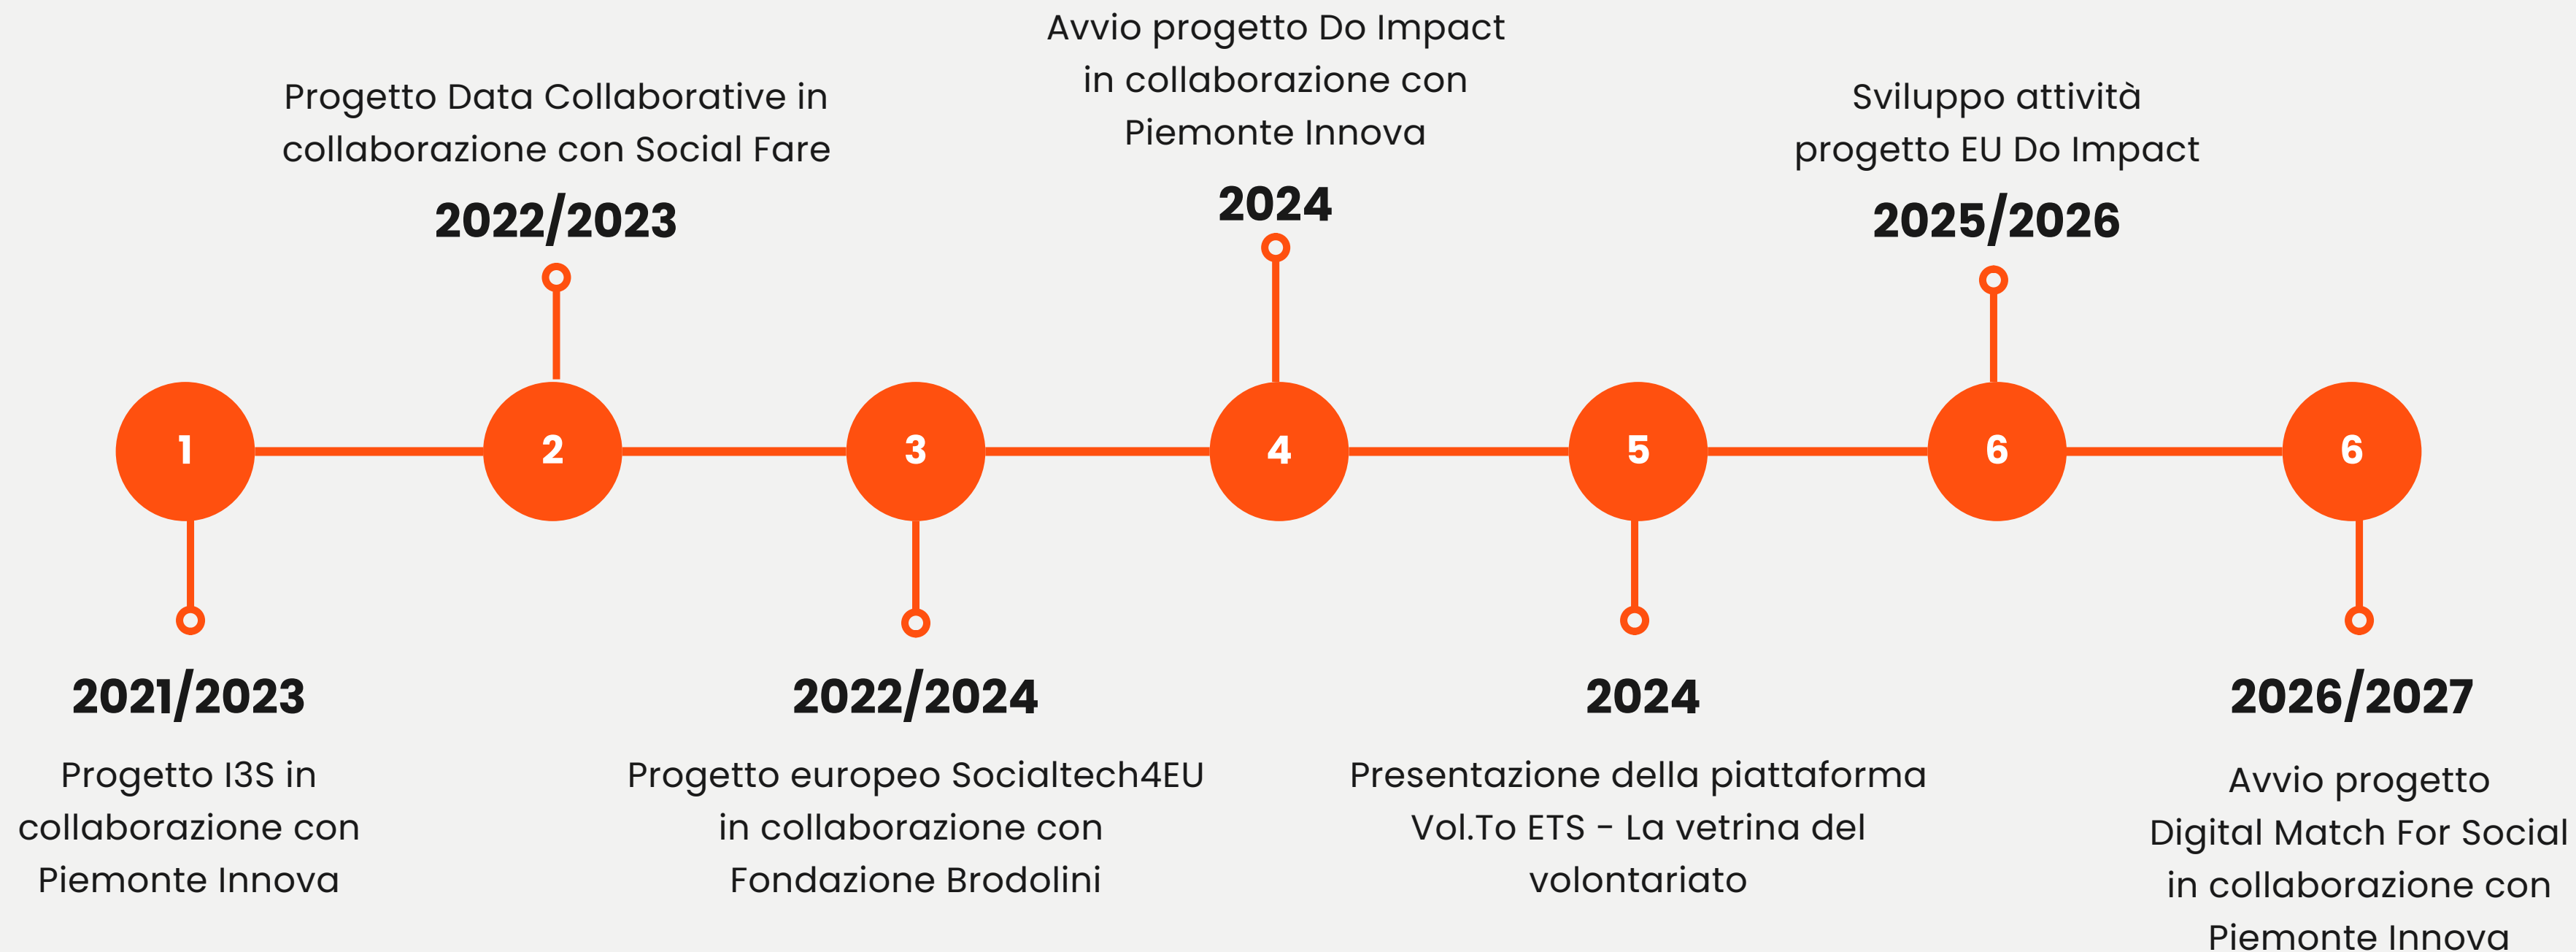 Progetto Data Collaborative in
collaborazione con Social Fare
2022/2023
Avvio progetto Do Impact
in collaborazione con
Piemonte Innova
2024
Sviluppo attività
progetto EU Do Impact
2025/2026
1
2
3
4
5
6
6
2021/2023
Progetto I3S in
collaborazione con
Piemonte Innova
2022/2024
Progetto europeo Socialtech4EU
in collaborazione con
Fondazione Brodolini
2024
Presentazione della piattaforma
Vol.To ETS - La vetrina del
volontariato
2026/2027
Avvio progetto
Digital Match For Social
in collaborazione con
Piemonte Innova